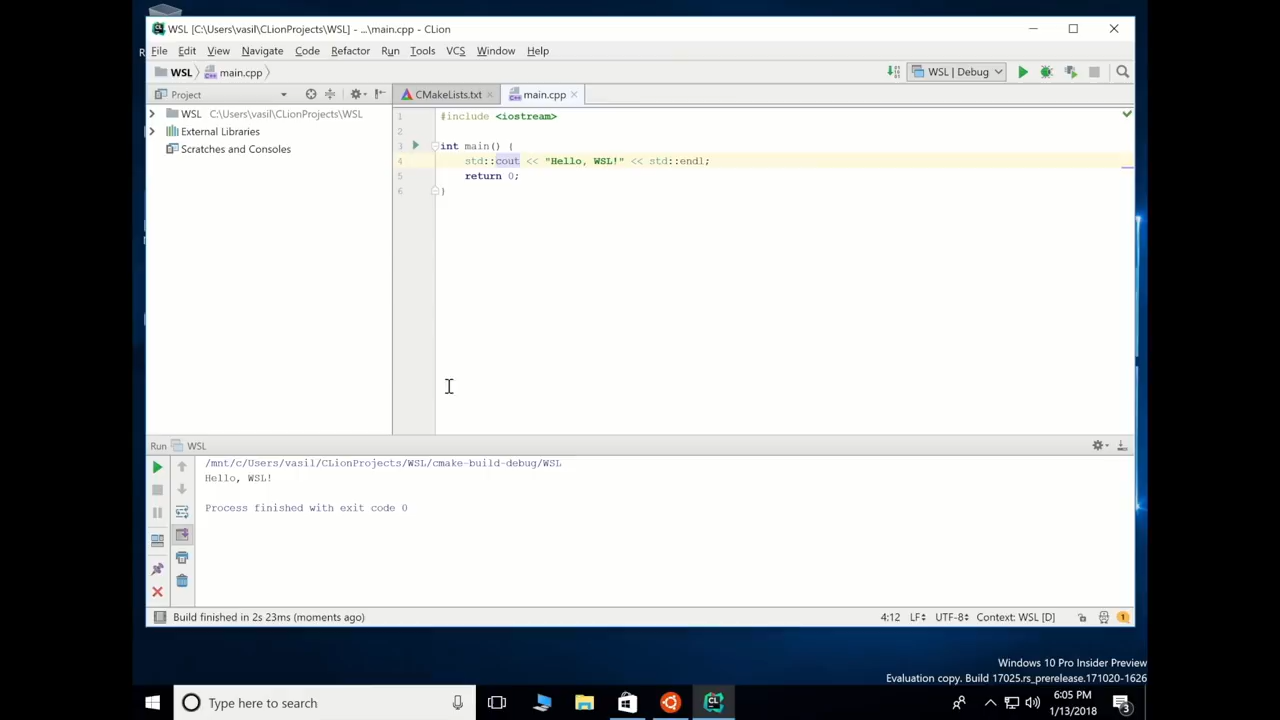 WSL [C:\Users\vasil\CLionProjects\WSL] - ...\main.cpp - CLion
File Edit View Navigate Code Refactor Run Tools VCS Window Help
WSL main.cpp WSL | Debug
Project CMakeLists.txt main.cpp
WSL C:\Users\vasil\CLionProjects\WSL
External Libraries
Scratches and Consoles
1 #include <iostream>
2
3 int main() {
4 std::cout << "Hello, WSL!" << std::endl;
5 return 0;
6 }
Run WSL
/mnt/c/Users/vasil/CLionProjects/WSL/cmake-build-debug/WSL
Hello, WSL!
Process finished with exit code 0
Build finished in 2s 23ms (moments ago) 4:12 LF UTF-8 Context: WSL [D] 1
Windows 10 Pro Insider Preview
Evaluation copy. Build 17025.rs_prerelease.171020-1626
Type here to search
6:05 PM
1/13/2018
3